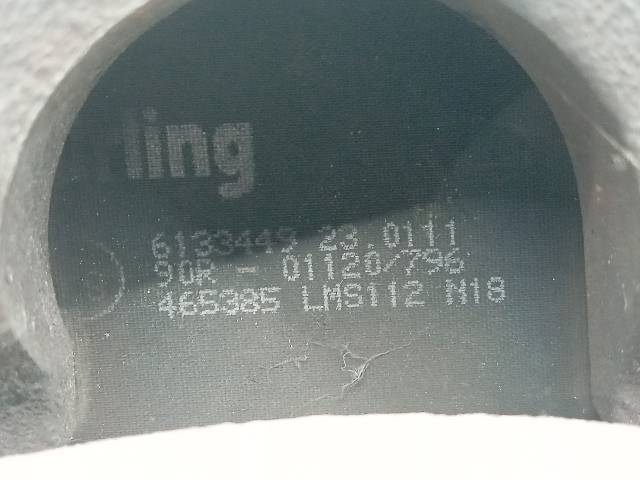 ling
6133449 23.0111
90R - 01120/796
465385 LMS112 N18